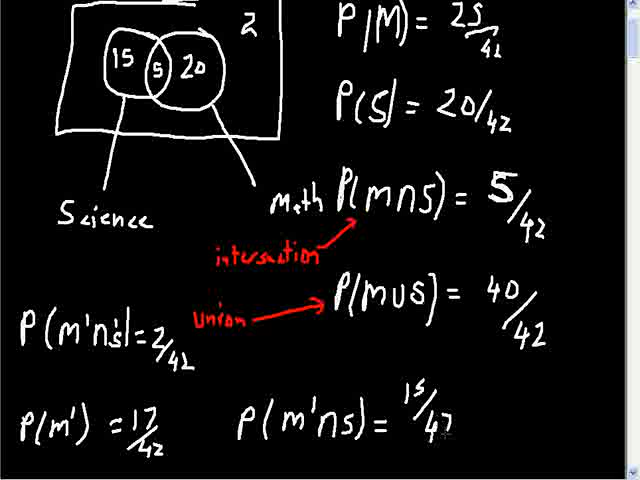 2
15 5 20
P(M) = 25/42
P(S) = 20/42
Science
math
P(m∩s) = 5/42
intersection
P(m∪s) = 40/42
union
P(m'∩s') = 2/42
P(m') = 17/42
P(m'∩s) = 15/42